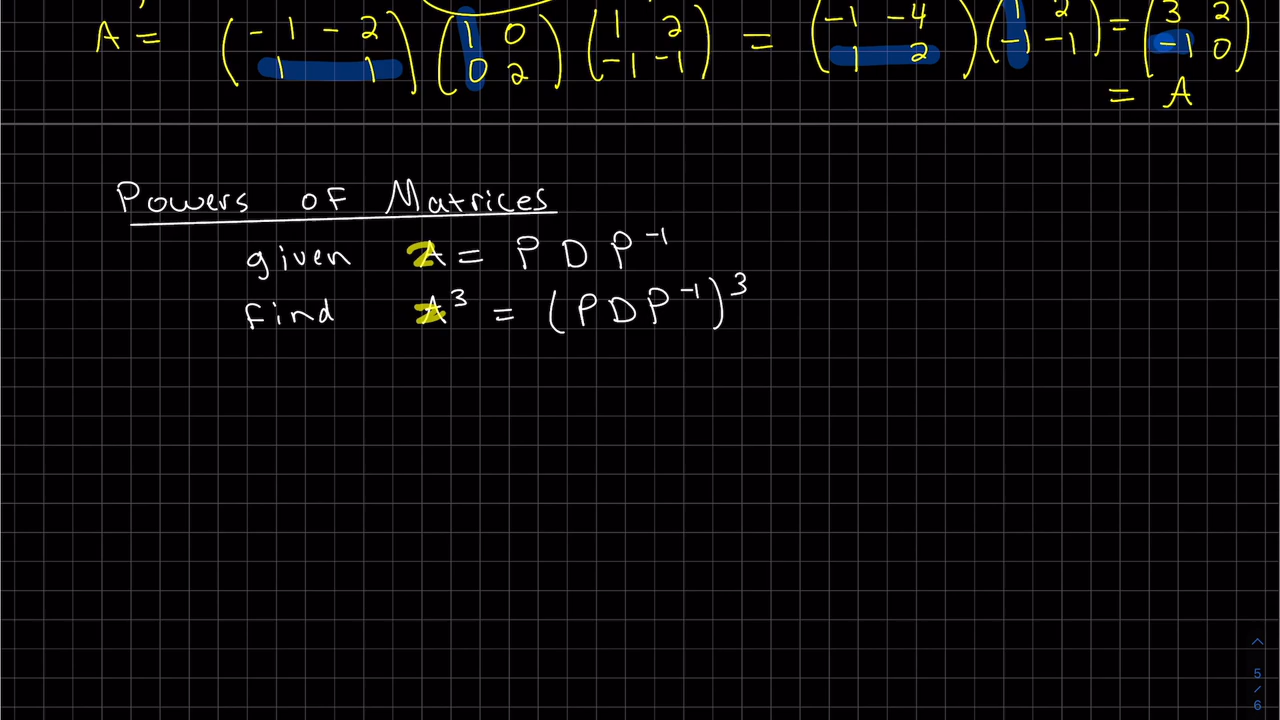 A = (-1 -2) (1 0) (1 2) = (-1 -4) (1 2) = (3 2)
(1 1) (0 2) (-1 -1) (1 2) (-1 -1) (-1 0)
= A
Powers of Matrices
given A = P D P⁻¹
find A³ = (P D P⁻¹)³
5
6